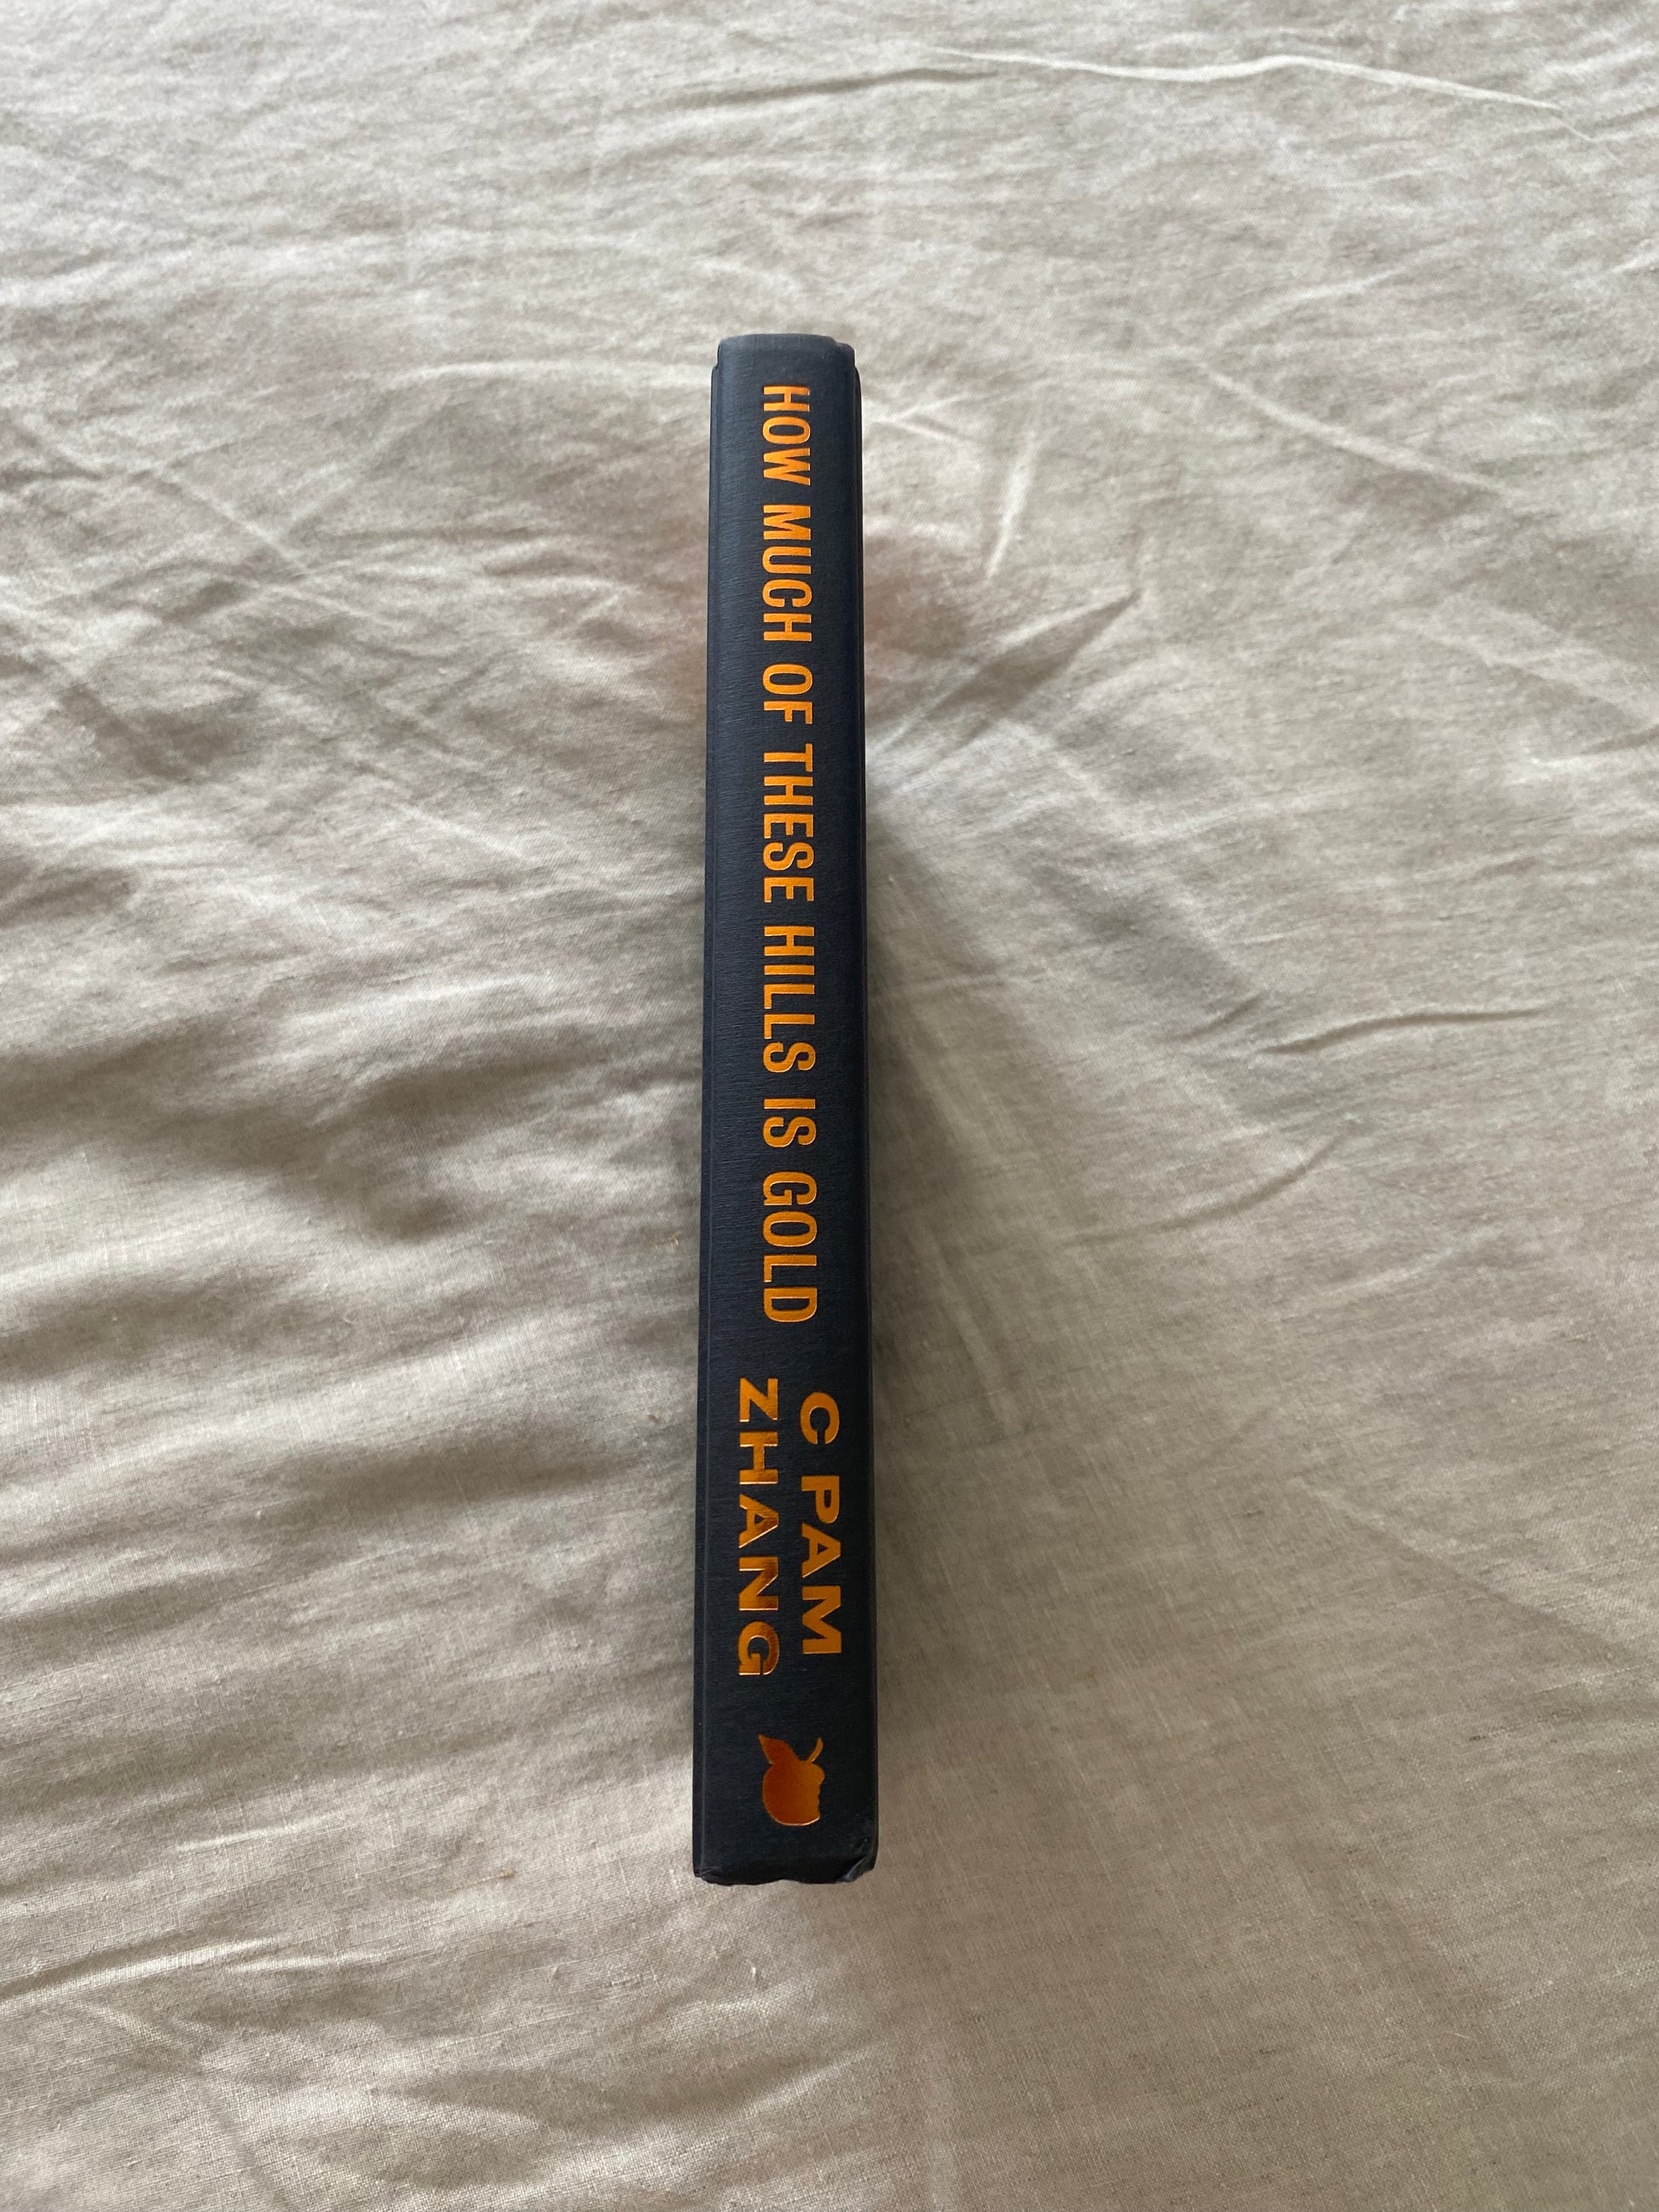 HOW MUCH OF THESE HILLS IS GOLD
C PAM
ZHANG